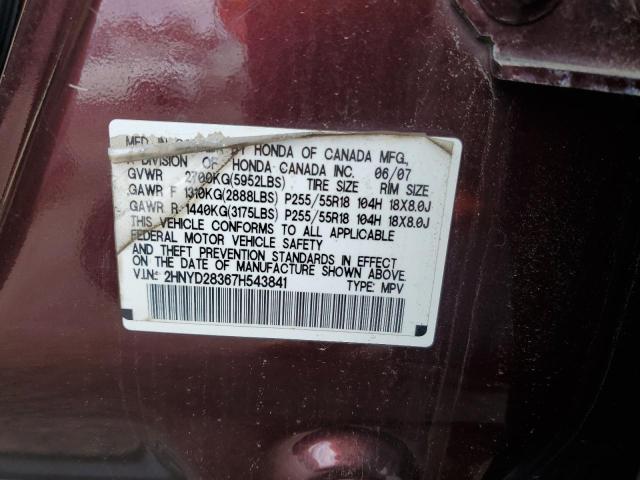 MFD. IN BY HONDA OF CANADA MFG,
A DIVISION OF HONDA CANADA INC. 06/07
GVWR 2700KG(5952LBS) TIRE SIZE RIM SIZE
GAWR F 1310KG(2888LBS) P255/55R18 104H 18X8.0J
GAWR R 1440KG(3175LBS) P255/55R18 104H 18X8.0J
THIS VEHICLE CONFORMS TO ALL APPLICABLE
FEDERAL MOTOR VEHICLE SAFETY
AND THEFT PREVENTION STANDARDS IN EFFECT
ON THE DATE OF MANUFACTURE SHOWN ABOVE.
V.I.N.: 2HNYD28367H543841 TYPE: MPV